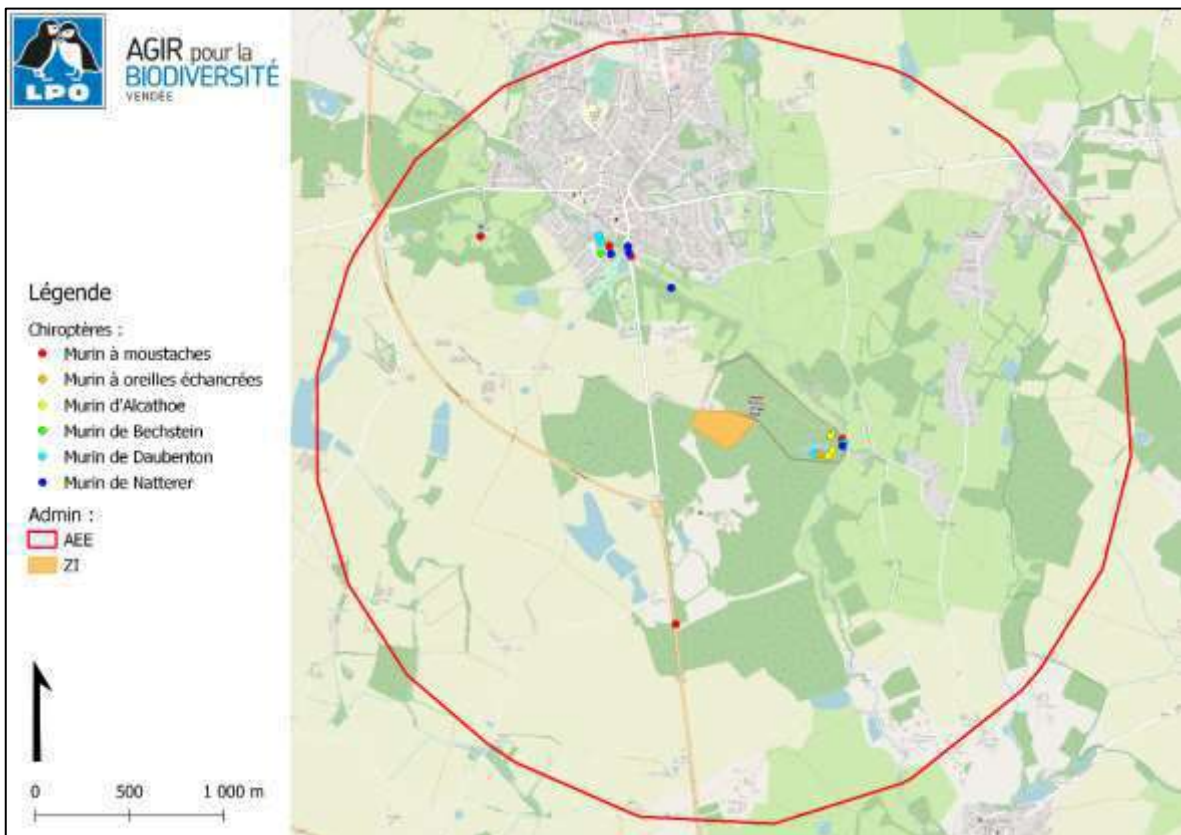 LPO
AGIR pour la
BIODIVERSITÉ
VENDÉE
Légende
Chiroptères :
Murin à moustaches
Murin à oreilles échancrées
Murin d'Alcathoe
Murin de Bechstein
Murin de Daubenton
Murin de Natterer
Admin :
AEE
ZI
0 500 1 000 m